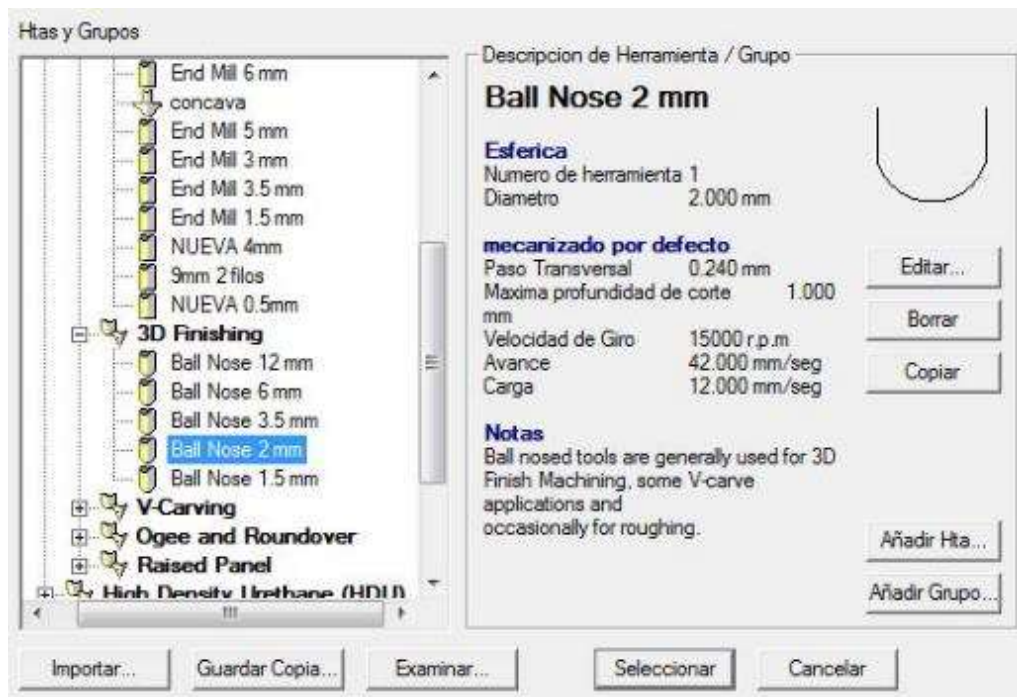 Htas y Grupos
End Mill 6 mm
concava
End Mill 5 mm
End Mill 3 mm
End Mill 3.5 mm
End Mill 1.5 mm
NUEVA 4mm
9mm 2 filos
NUEVA 0.5mm
3D Finishing
Ball Nose 12 mm
Ball Nose 6 mm
Ball Nose 3.5 mm
Ball Nose 2 mm
Ball Nose 1.5 mm
V-Carving
Ogee and Roundover
Raised Panel
High Density Urethane (HDU)
Descripcion de Herramienta / Grupo
Ball Nose 2 mm
Esferica
Numero de herramienta 1
Diametro 2.000 mm
mecanizado por defecto
Paso Transversal 0.240 mm
Maxima profundidad de corte 1.000
mm
Velocidad de Giro 15000 r.p.m
Avance 42.000 mm/seg
Carga 12.000 mm/seg
Notas
Ball nosed tools are generally used for 3D
Finish Machining, some V-carve
applications and
occasionally for roughing.
Editar...
Borrar
Copiar
Añadir Hta...
Añadir Grupo...
Importar...
Guardar Copia...
Examinar...
Seleccionar
Cancelar